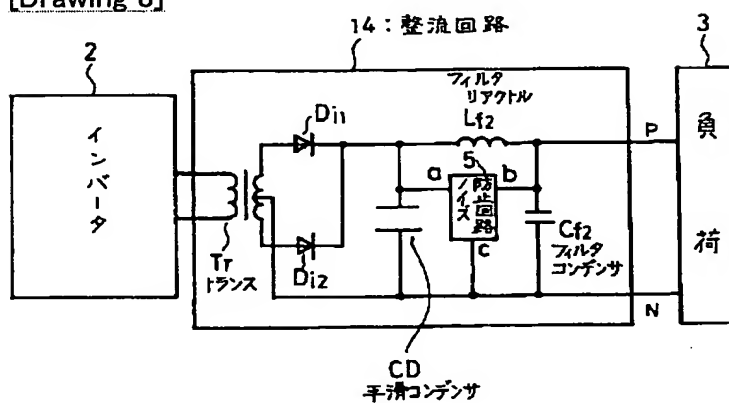 [Drawing 6]
14：整流回路
3
2
フィルタ
リアクトル
Lf2
Di1
P
インバータ
負荷
5
a
b
ノイズ
防止回路
c
Cf2
フィルタ
コンデンサ
Tr
トランス
Di2
N
CD
平滑コンデンサ